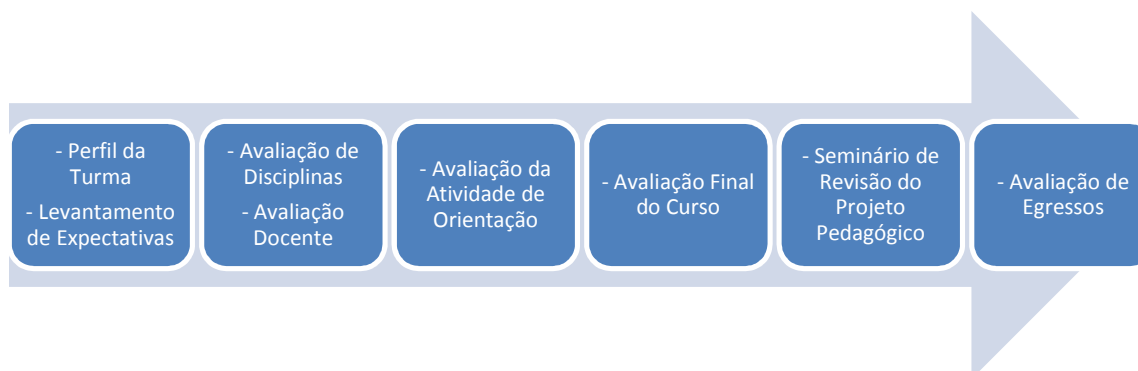 - Perfil da
Turma
- Levantamento
de Expectativas
- Avaliação de
Disciplinas
- Avaliação
Docente
- Avaliação da
Atividade de
Orientação
- Avaliação Final
do Curso
- Seminário de
Revisão do
Projeto
Pedagógico
- Avaliação de
Egressos